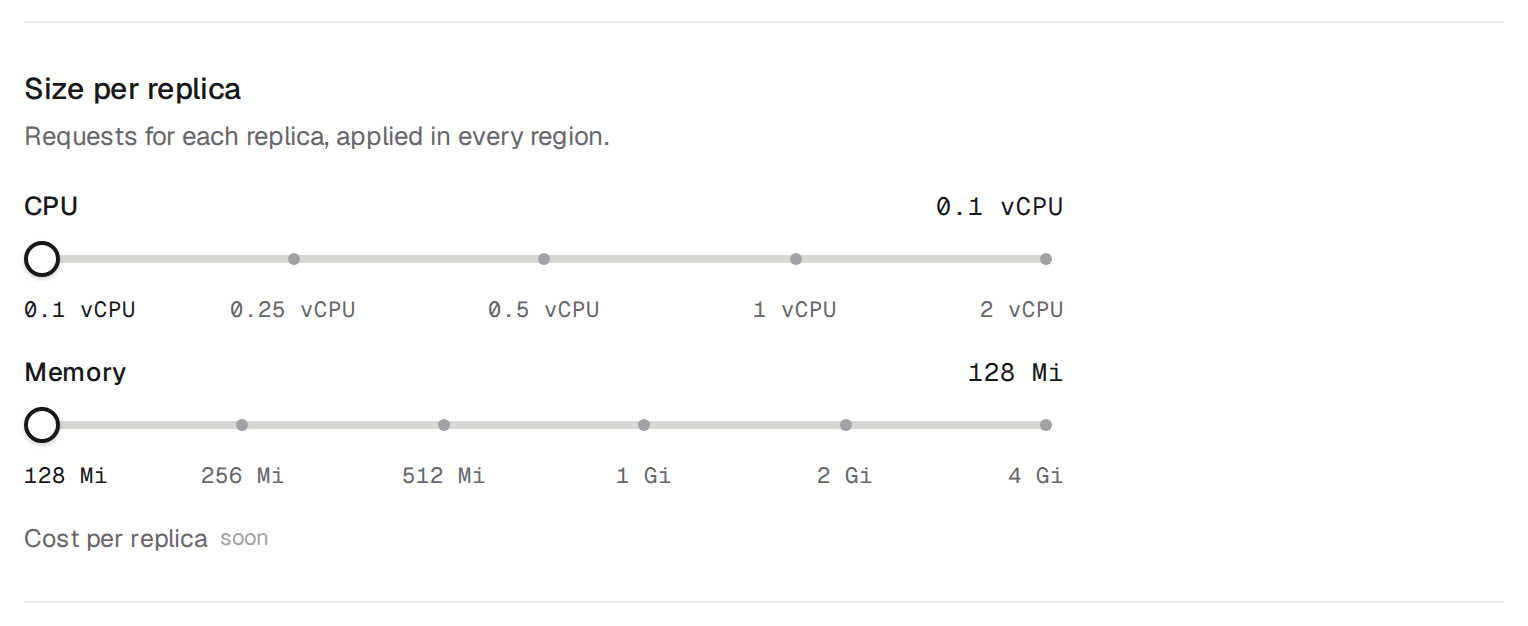 Size per replica
Requests for each replica, applied in every region.
CPU 0.1 vCPU
0.1 vCPU 0.25 vCPU 0.5 vCPU 1 vCPU 2 vCPU
Memory 128 Mi
128 Mi 256 Mi 512 Mi 1 Gi 2 Gi 4 Gi
Cost per replica soon